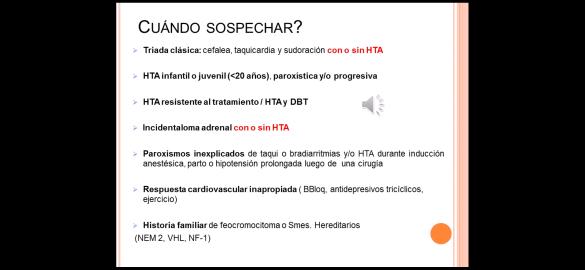 CUÁNDO SOSPECHAR?
Triada clásica: cefalea, taquicardia y sudoración con o sin HTA
HTA infantil o juvenil (<20 años), paroxística y/o progresiva
HTA resistente al tratamiento / HTA y DBT
Incidentaloma adrenal con o sin HTA
Paroxismos inexplicados de taqui o bradiarritmias y/o HTA durante inducción
anestésica, parto o hipotensión prolongada luego de una cirugía
Respuesta cardiovascular inapropiada ( BBloq, antidepresivos tricíclicos,
ejercicio)
Historia familiar de feocromocitoma o Smes. Hereditarios
(NEM 2, VHL, NF-1)